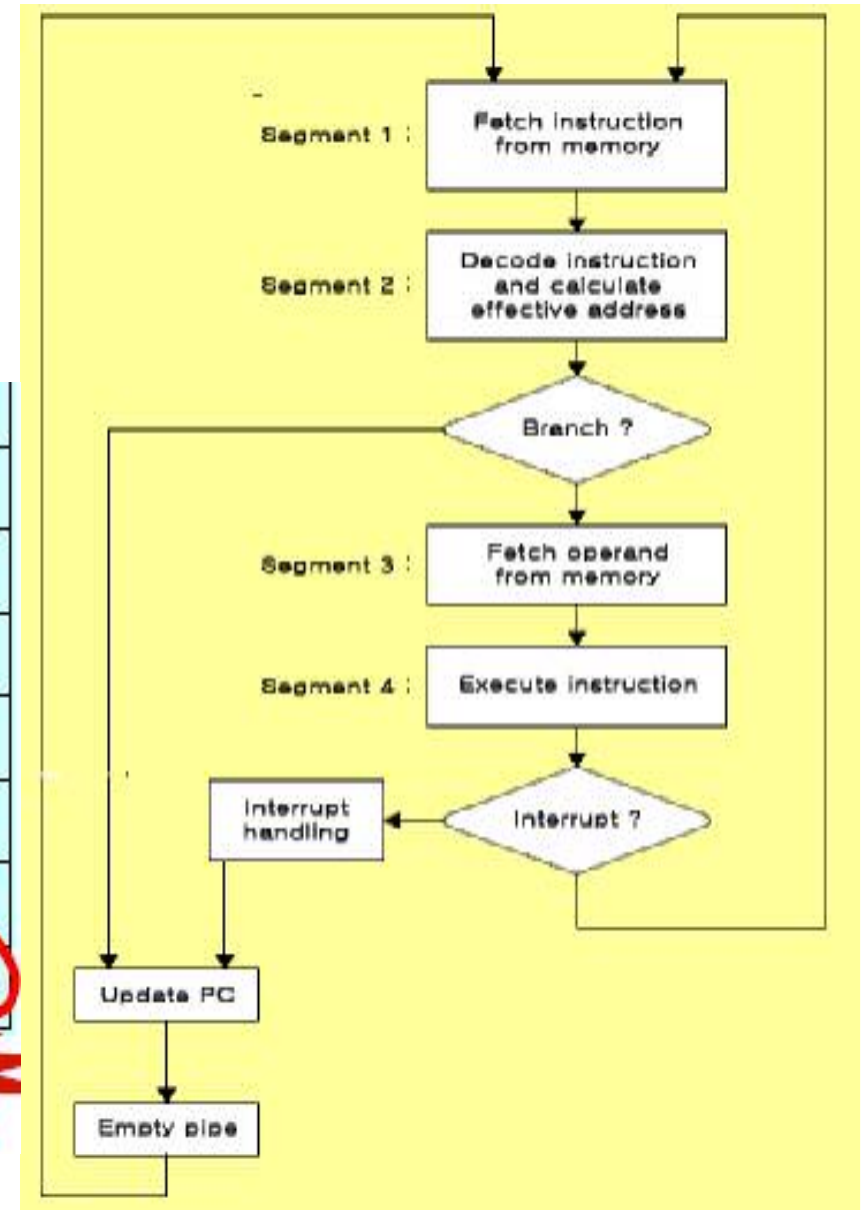 Segment 1 :
Fetch instruction
from memory
Segment 2 :
Decode instruction
and calculate
effective address
Branch ?
Segment 3 :
Fetch operand
from memory
Segment 4 :
Execute instruction
Interrupt
handling
Interrupt ?
Update PC
Empty pipe